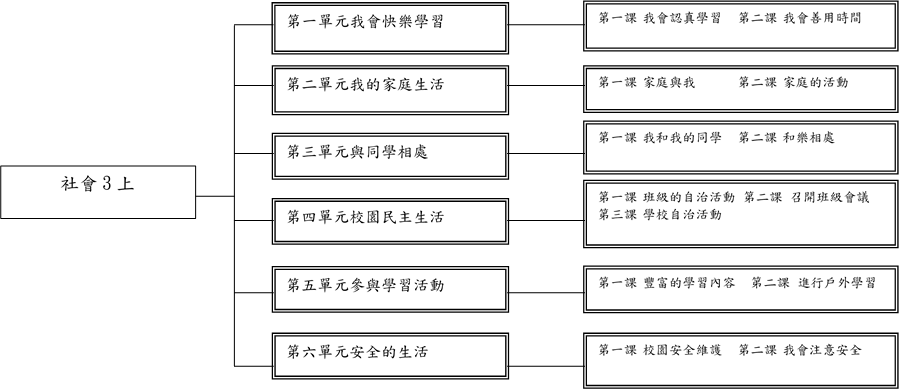 第一單元我會快樂學習
第一課 我會認真學習 第二課 我會善用時間
第二單元我的家庭生活
第一課 家庭與我 第二課 家庭的活動
第三單元與同學相處
第一課 我和我的同學 第二課 和樂相處
社會3上
第四單元校園民主生活
第一課 班級的自治活動 第二課 召開班級會議
第三課 學校自治活動
第五單元參與學習活動
第一課 豐富的學習內容 第二課 進行戶外學習
第六單元安全的生活
第一課 校園安全維護 第二課 我會注意安全